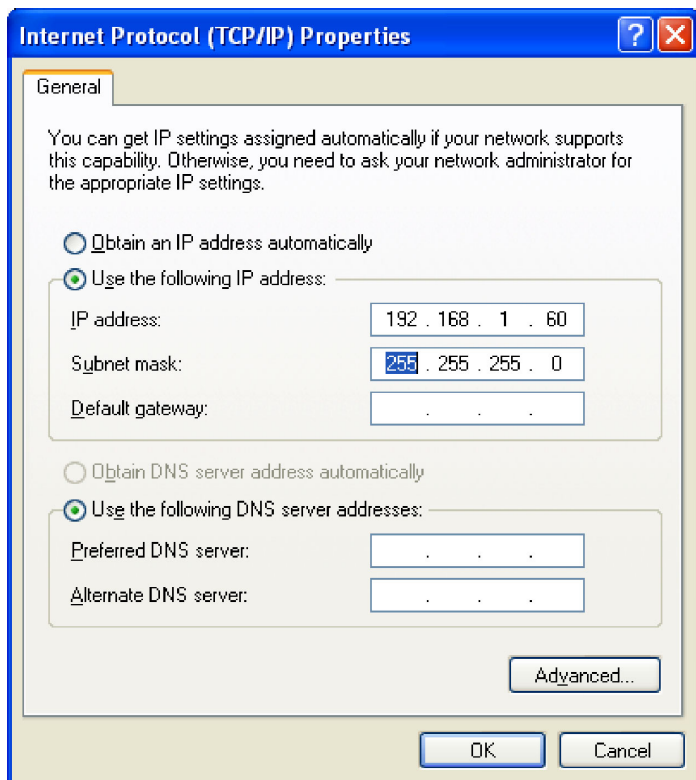 Internet Protocol (TCP/IP) Properties
General
You can get IP settings assigned automatically if your network supports
this capability. Otherwise, you need to ask your network administrator for
the appropriate IP settings.
Obtain an IP address automatically
Use the following IP address:
IP address: 192 . 168 . 1 . 60
Subnet mask: 255 . 255 . 255 . 0
Default gateway: . . .
Obtain DNS server address automatically
Use the following DNS server addresses:
Preferred DNS server: . . .
Alternate DNS server: . . .
Advanced...
OK Cancel